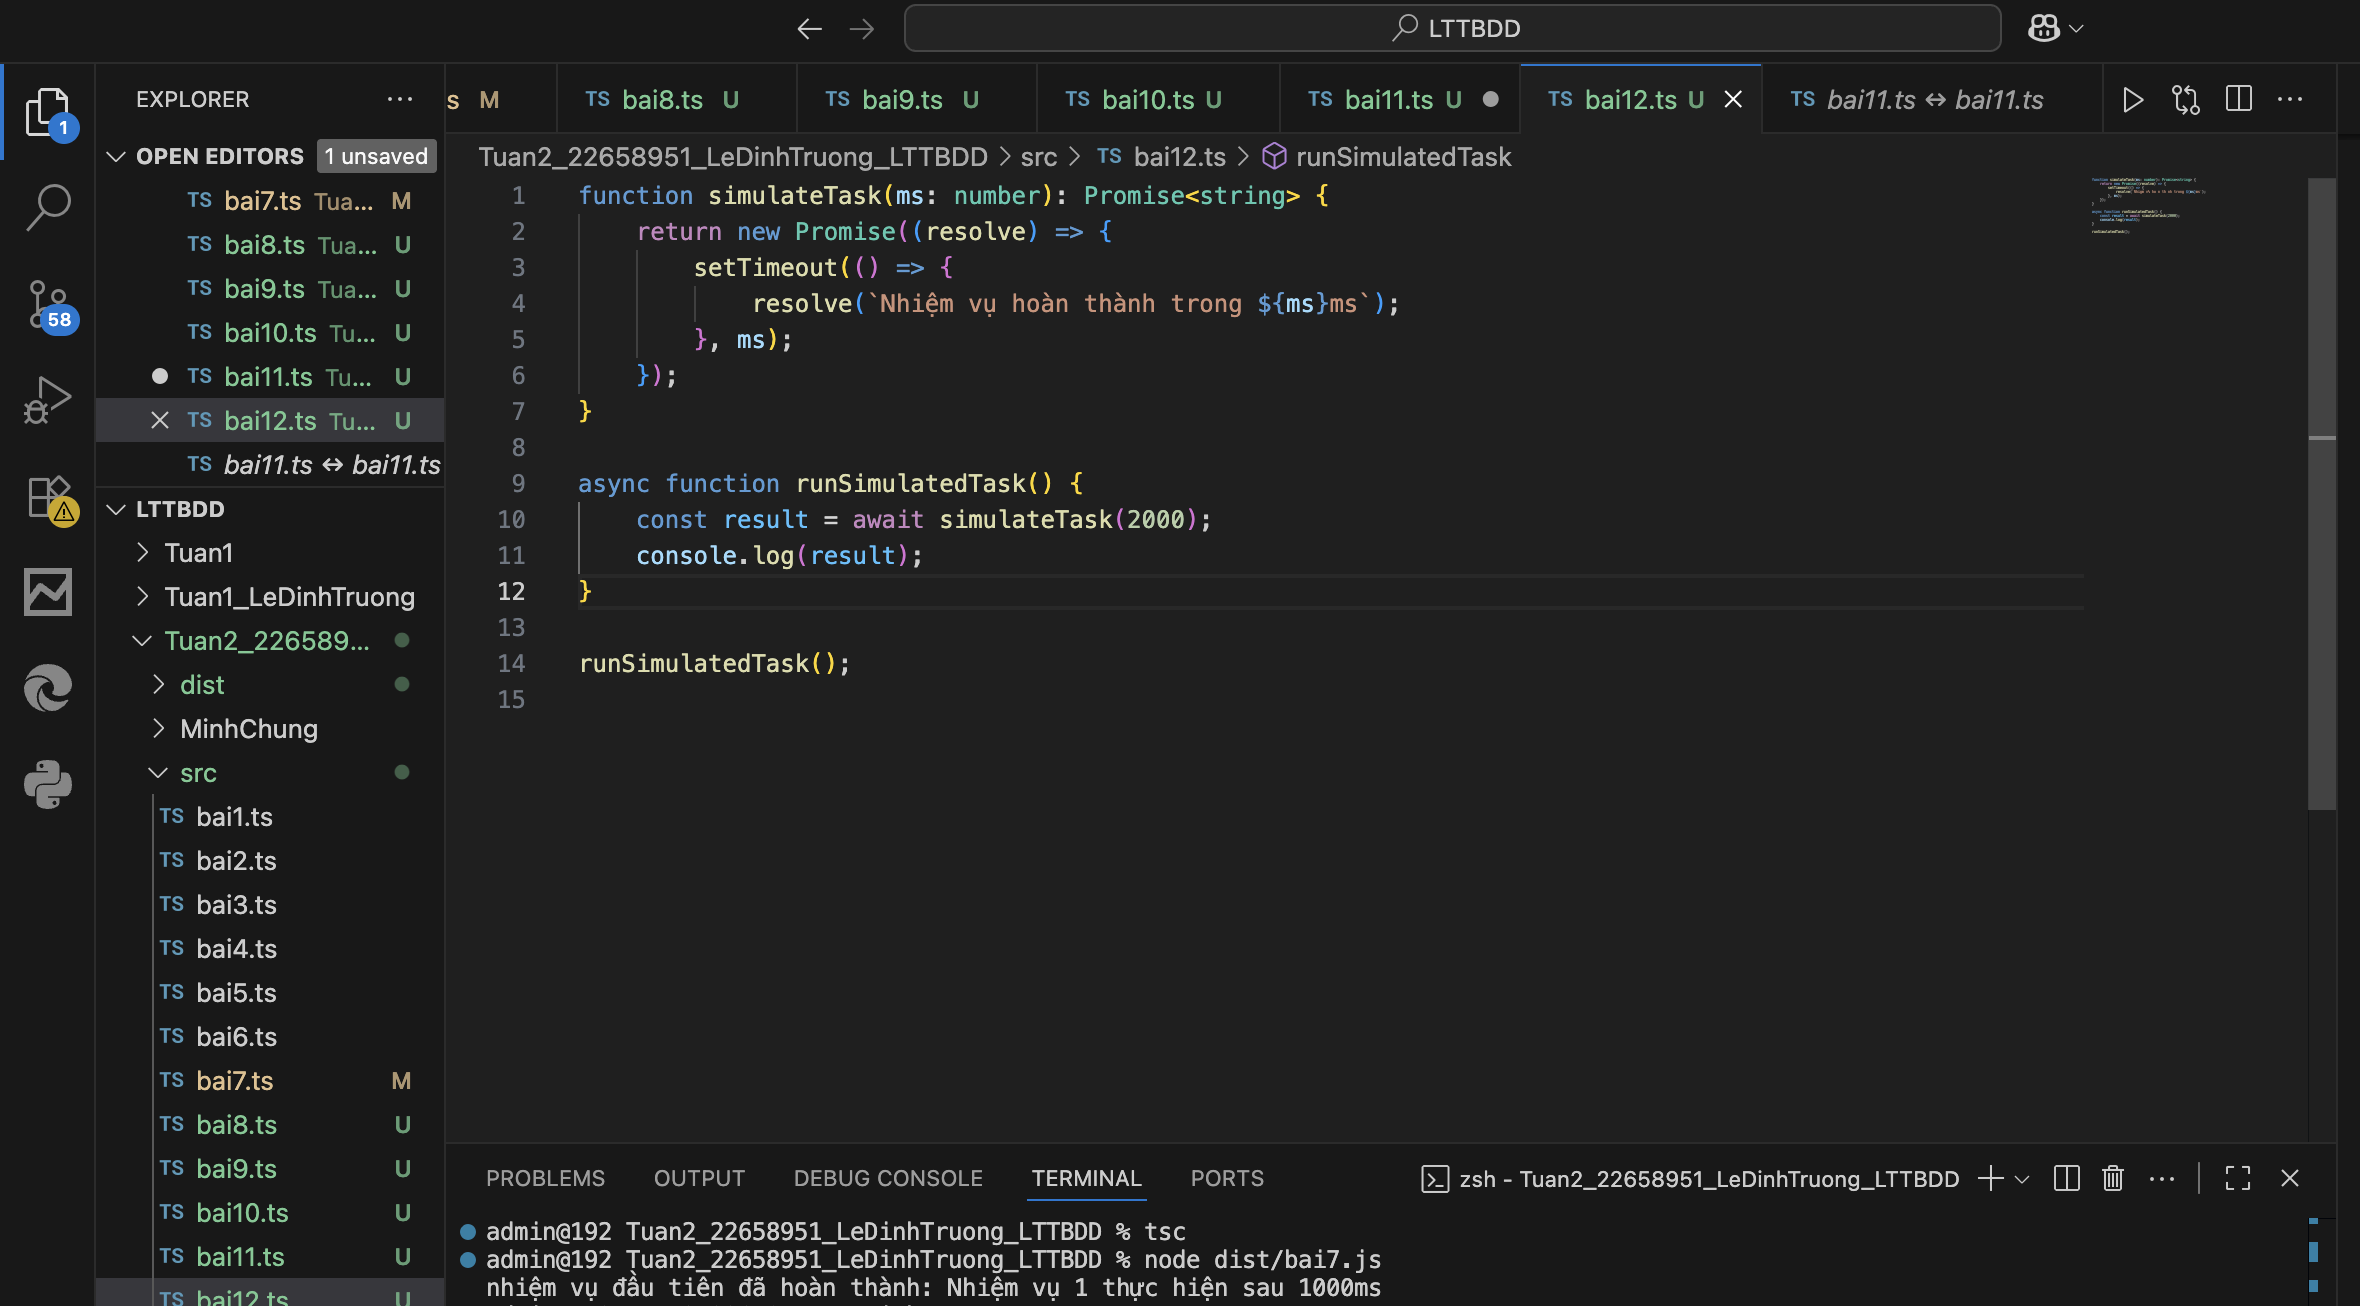 LTTBDD
EXPLORER
OPEN EDITORS 1 unsaved
TS bai7.ts Tua... M
TS bai8.ts Tua... U
TS bai9.ts Tua... U
TS bai10.ts Tu... U
TS bai11.ts Tu... U
TS bai12.ts Tu... U
TS bai11.ts ↔ bai11.ts
LTTBDD
Tuan1
Tuan1_LeDinhTruong
Tuan2_226589...
dist
MinhChung
src
TS bai1.ts
TS bai2.ts
TS bai3.ts
TS bai4.ts
TS bai5.ts
TS bai6.ts
TS bai7.ts M
TS bai8.ts U
TS bai9.ts U
TS bai10.ts U
TS bai11.ts U
TS bai12.ts U
1
58
s M TS bai8.ts U TS bai9.ts U TS bai10.ts U TS bai11.ts U TS bai12.ts U TS bai11.ts ↔ bai11.ts
Tuan2_22658951_LeDinhTruong_LTTBDD > src > TS bai12.ts > runSimulatedTask
1 function simulateTask(ms: number): Promise<string> {
2 return new Promise((resolve) => {
3 setTimeout(() => {
4 resolve(`Nhiệm vụ hoàn thành trong ${ms}ms`);
5 }, ms);
6 });
7 }
8
9 async function runSimulatedTask() {
10 const result = await simulateTask(2000);
11 console.log(result);
12 }
13
14 runSimulatedTask();
15
PROBLEMS OUTPUT DEBUG CONSOLE TERMINAL PORTS zsh - Tuan2_22658951_LeDinhTruong_LTTBDD
admin@192 Tuan2_22658951_LeDinhTruong_LTTBDD % tsc
admin@192 Tuan2_22658951_LeDinhTruong_LTTBDD % node dist/bai7.js
nhiệm vụ đầu tiên đã hoàn thành: Nhiệm vụ 1 thực hiện sau 1000ms